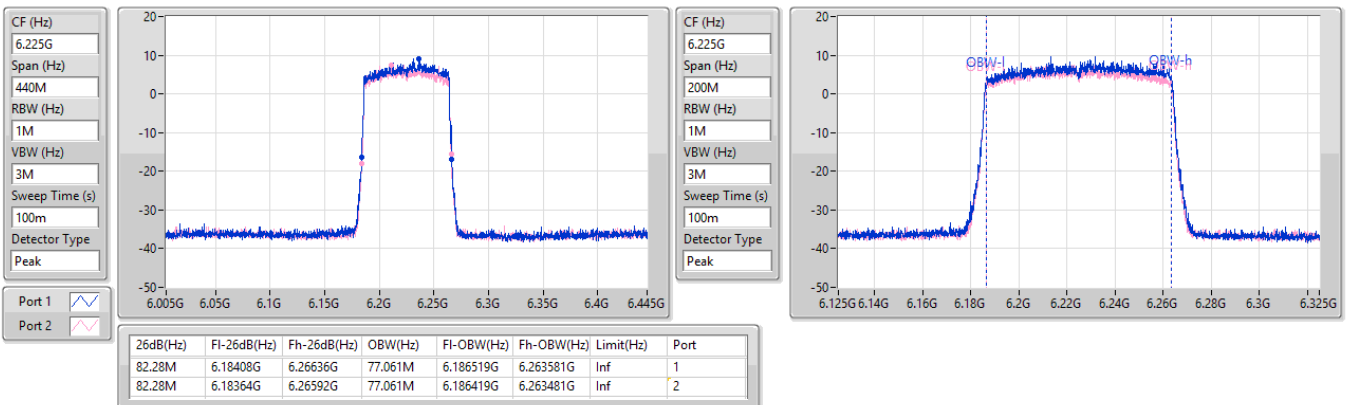 CF (Hz)
6.225G
Span (Hz)
440M
RBW (Hz)
1M
VBW (Hz)
3M
Sweep Time (s)
100m
Detector Type
Peak
Port 1
Port 2
20
10
0
-10
-20
-30
-40
-50
6.005G 6.05G 6.1G 6.15G 6.2G 6.25G 6.3G 6.35G 6.4G 6.445G
CF (Hz)
6.225G
Span (Hz)
200M
RBW (Hz)
1M
VBW (Hz)
3M
Sweep Time (s)
100m
Detector Type
Peak
20
10
0
-10
-20
-30
-40
-50
OBW-l OBW-h
6.125G 6.14G 6.16G 6.18G 6.2G 6.22G 6.24G 6.26G 6.28G 6.3G 6.325G
26dB(Hz) Fl-26dB(Hz) Fh-26dB(Hz) OBW(Hz) Fl-OBW(Hz) Fh-OBW(Hz) Limit(Hz) Port
82.28M 6.18408G 6.26636G 77.061M 6.186519G 6.263581G Inf 1
82.28M 6.18364G 6.26592G 77.061M 6.186419G 6.263481G Inf 2